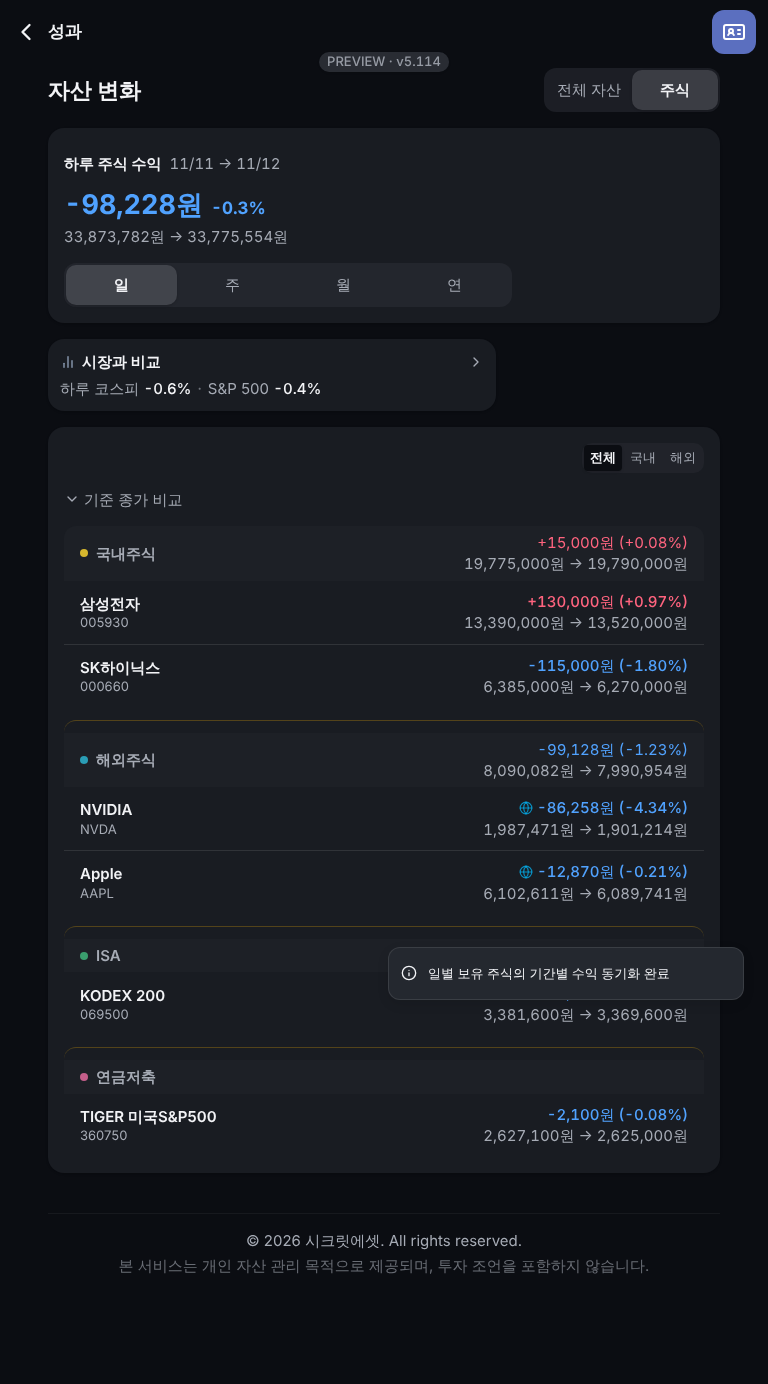 성과
PREVIEW · v5.114
자산 변화
전체 자산 주식
하루 주식 수익 11/11 → 11/12
-98,228원 -0.3%
33,873,782원 → 33,775,554원
일 주 월 연
시장과 비교
하루 코스피 -0.6% · S&P 500 -0.4%
전체 국내 해외
기준 종가 비교
국내주식
+15,000원 (+0.08%)
19,775,000원 → 19,790,000원
삼성전자
005930
+130,000원 (+0.97%)
13,390,000원 → 13,520,000원
SK하이닉스
000660
-115,000원 (-1.80%)
6,385,000원 → 6,270,000원
해외주식
-99,128원 (-1.23%)
8,090,082원 → 7,990,954원
NVIDIA
NVDA
-86,258원 (-4.34%)
1,987,471원 → 1,901,214원
Apple
AAPL
-12,870원 (-0.21%)
6,102,611원 → 6,089,741원
ISA
일별 보유 주식의 기간별 수익 동기화 완료
KODEX 200
069500
3,381,600원 → 3,369,600원
연금저축
TIGER 미국S&P500
360750
-2,100원 (-0.08%)
2,627,100원 → 2,625,000원
© 2026 시크릿에셋. All rights reserved.
본 서비스는 개인 자산 관리 목적으로 제공되며, 투자 조언을 포함하지 않습니다.